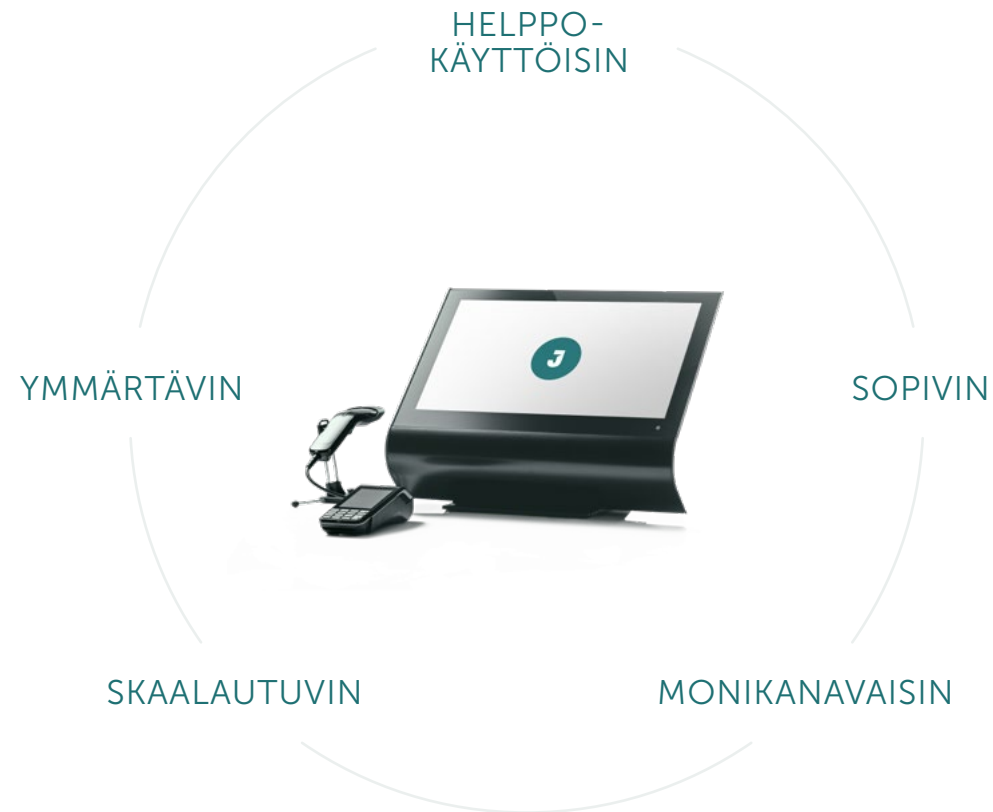 HELPPO-
KÄYTTÖISIN
YMMÄRTÄVIN
SOPIVIN
J
SKAALAUTUVIN
MONIKANAVAISIN